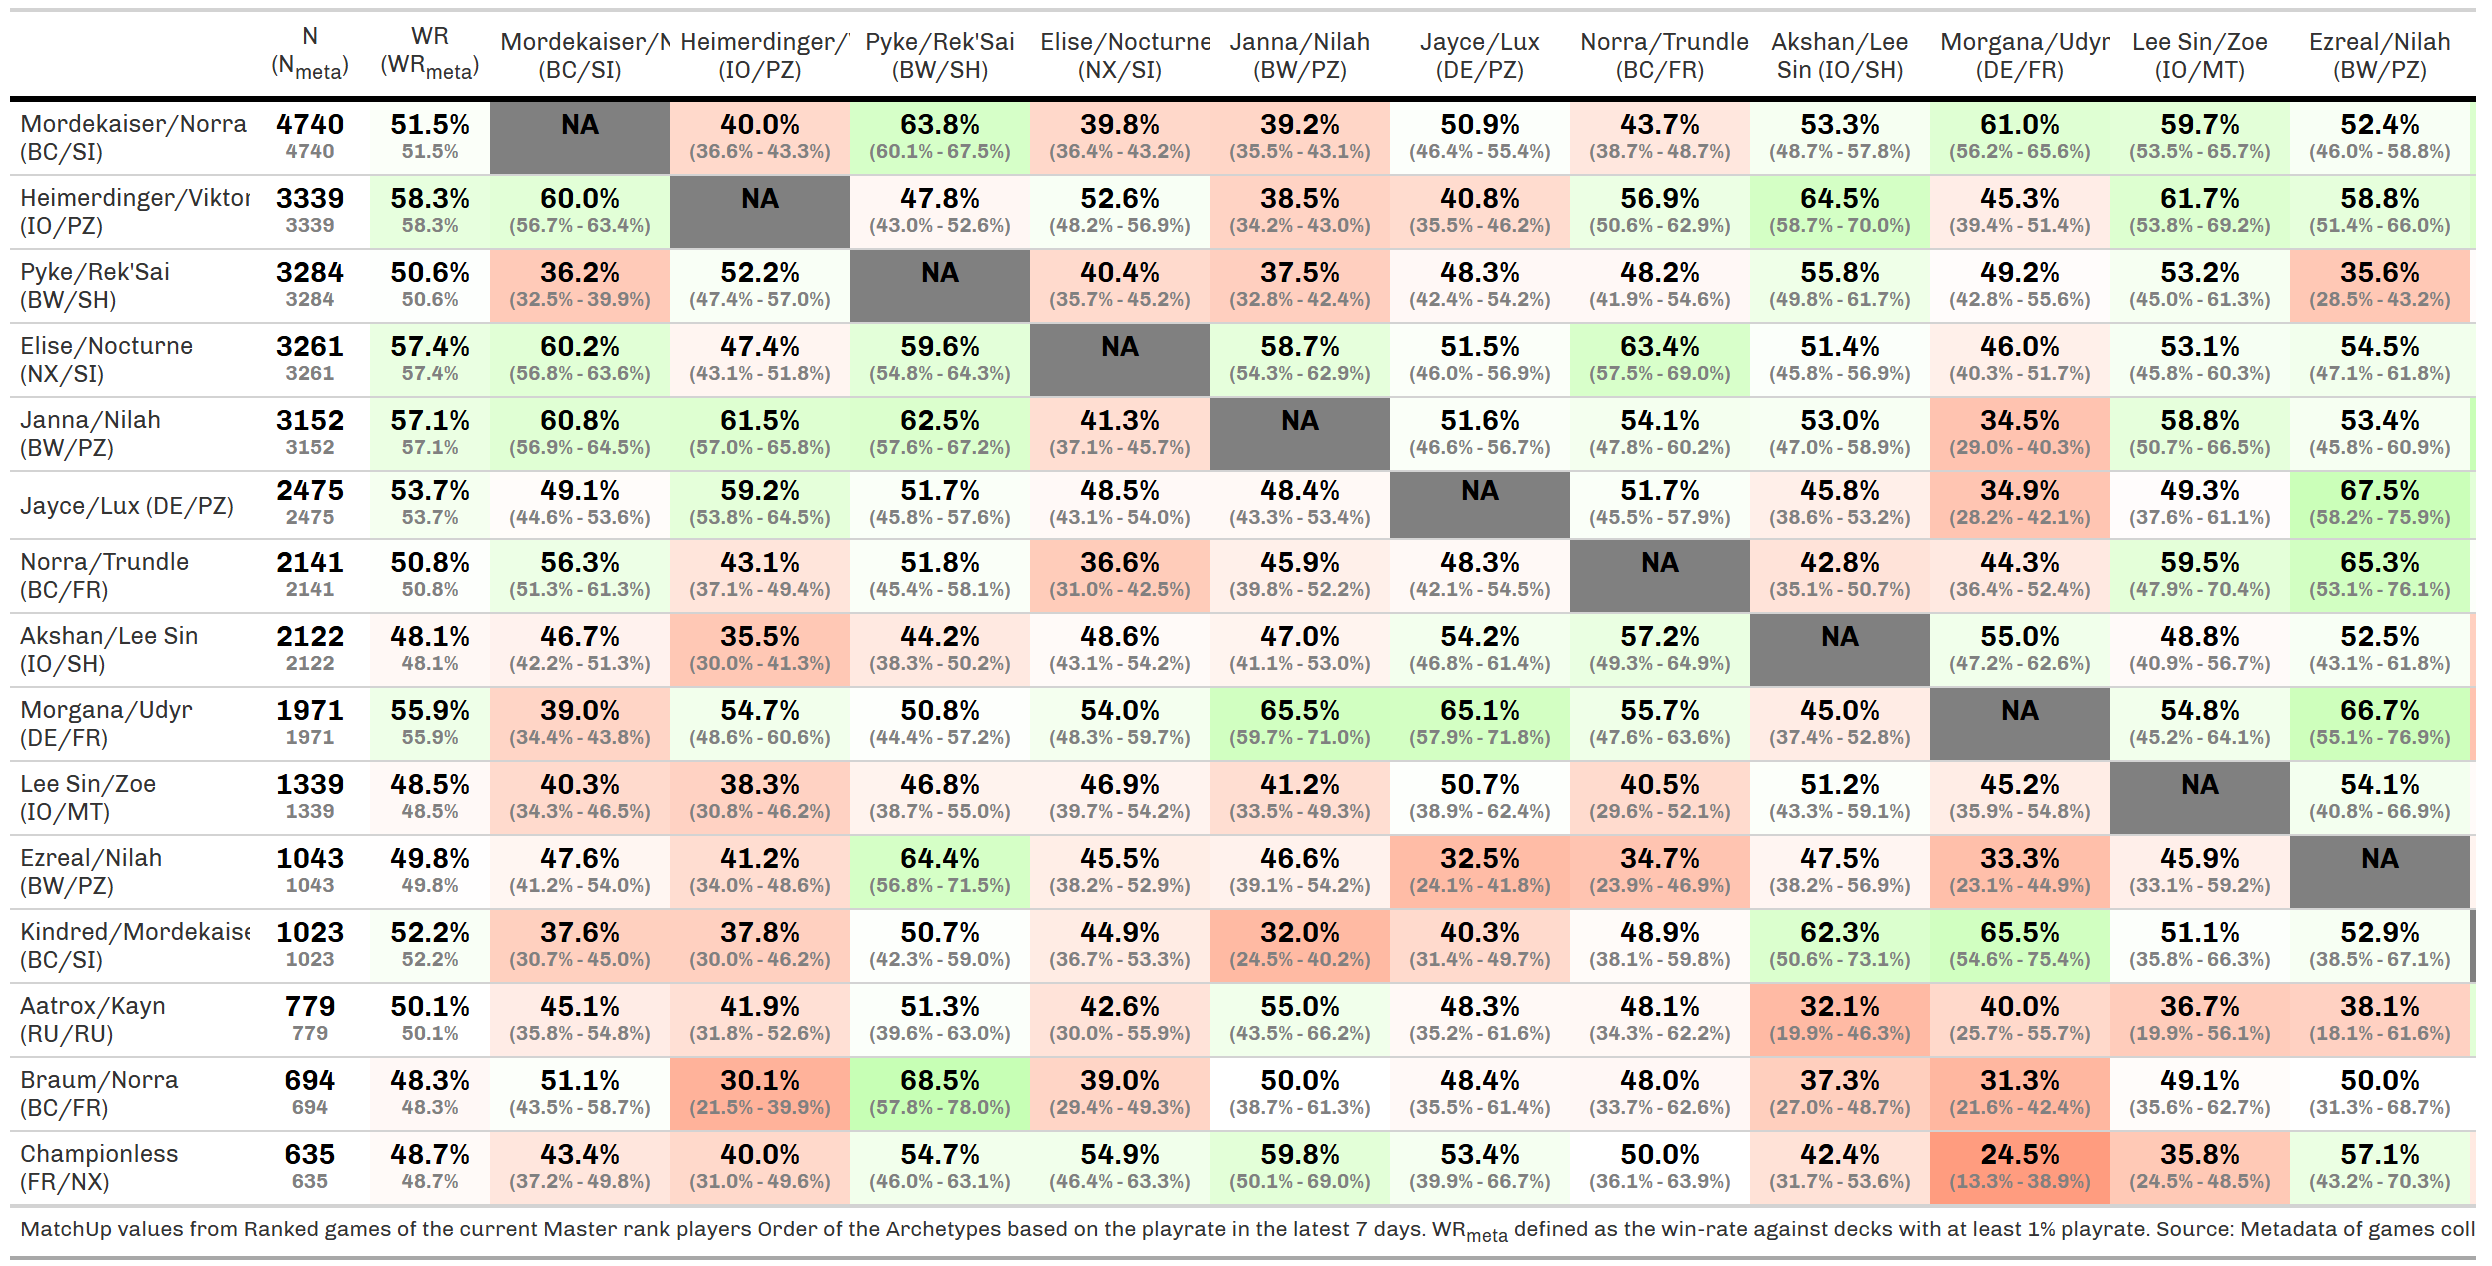 N WR Mordekaiser/N Heimerdinger/ Pyke/Rek'Sai Elise/Nocturne Janna/Nilah Jayce/Lux Norra/Trundle Akshan/Lee Morgana/Udyr Lee Sin/Zoe Ezreal/Nilah
(Nmeta) (WRmeta) (BC/SI) (IO/PZ) (BW/SH) (NX/SI) (BW/PZ) (DE/PZ) (BC/FR) Sin (IO/SH) (DE/FR) (IO/MT) (BW/PZ)
Mordekaiser/Norra 4740 51.5% NA 40.0% 63.8% 39.8% 39.2% 50.9% 43.7% 53.3% 61.0% 59.7% 52.4%
(BC/SI) 4740 51.5% (36.6% - 43.3%) (60.1% - 67.5%) (36.4% - 43.2%) (35.5% - 43.1%) (46.4% - 55.4%) (38.7% - 48.7%) (48.7% - 57.8%) (56.2% - 65.6%) (53.5% - 65.7%) (46.0% - 58.8%)
Heimerdinger/Viktor 3339 58.3% 60.0% NA 47.8% 52.6% 38.5% 40.8% 56.9% 64.5% 45.3% 61.7% 58.8%
(IO/PZ) 3339 58.3% (56.7% - 63.4%) (43.0% - 52.6%) (48.2% - 56.9%) (34.2% - 43.0%) (35.5% - 46.2%) (50.6% - 62.9%) (58.7% - 70.0%) (39.4% - 51.4%) (53.8% - 69.2%) (51.4% - 66.0%)
Pyke/Rek'Sai 3284 50.6% 36.2% 52.2% NA 40.4% 37.5% 48.3% 48.2% 55.8% 49.2% 53.2% 35.6%
(BW/SH) 3284 50.6% (32.5% - 39.9%) (47.4% - 57.0%) (35.7% - 45.2%) (32.8% - 42.4%) (42.4% - 54.2%) (41.9% - 54.6%) (49.8% - 61.7%) (42.8% - 55.6%) (45.0% - 61.3%) (28.5% - 43.2%)
Elise/Nocturne 3261 57.4% 60.2% 47.4% 59.6% NA 58.7% 51.5% 63.4% 51.4% 46.0% 53.1% 54.5%
(NX/SI) 3261 57.4% (56.8% - 63.6%) (43.1% - 51.8%) (54.8% - 64.3%) (54.3% - 62.9%) (46.0% - 56.9%) (57.5% - 69.0%) (45.8% - 56.9%) (40.3% - 51.7%) (45.8% - 60.3%) (47.1% - 61.8%)
Janna/Nilah 3152 57.1% 60.8% 61.5% 62.5% 41.3% NA 51.6% 54.1% 53.0% 34.5% 58.8% 53.4%
(BW/PZ) 3152 57.1% (56.9% - 64.5%) (57.0% - 65.8%) (57.6% - 67.2%) (37.1% - 45.7%) (46.6% - 56.7%) (47.8% - 60.2%) (47.0% - 58.9%) (29.0% - 40.3%) (50.7% - 66.5%) (45.8% - 60.9%)
Jayce/Lux (DE/PZ) 2475 53.7% 49.1% 59.2% 51.7% 48.5% 48.4% NA 51.7% 45.8% 34.9% 49.3% 67.5%
2475 53.7% (44.6% - 53.6%) (53.8% - 64.5%) (45.8% - 57.6%) (43.1% - 54.0%) (43.3% - 53.4%) (45.5% - 57.9%) (38.6% - 53.2%) (28.2% - 42.1%) (37.6% - 61.1%) (58.2% - 75.9%)
Norra/Trundle 2141 50.8% 56.3% 43.1% 51.8% 36.6% 45.9% 48.3% NA 42.8% 44.3% 59.5% 65.3%
(BC/FR) 2141 50.8% (51.3% - 61.3%) (37.1% - 49.4%) (45.4% - 58.1%) (31.0% - 42.5%) (39.8% - 52.2%) (42.1% - 54.5%) (35.1% - 50.7%) (36.4% - 52.4%) (47.9% - 70.4%) (53.1% - 76.1%)
Akshan/Lee Sin 2122 48.1% 46.7% 35.5% 44.2% 48.6% 47.0% 54.2% 57.2% NA 55.0% 48.8% 52.5%
(IO/SH) 2122 48.1% (42.2% - 51.3%) (30.0% - 41.3%) (38.3% - 50.2%) (43.1% - 54.2%) (41.1% - 53.0%) (46.8% - 61.4%) (49.3% - 64.9%) (47.2% - 62.6%) (40.9% - 56.7%) (43.1% - 61.8%)
Morgana/Udyr 1971 55.9% 39.0% 54.7% 50.8% 54.0% 65.5% 65.1% 55.7% 45.0% NA 54.8% 66.7%
(DE/FR) 1971 55.9% (34.4% - 43.8%) (48.6% - 60.6%) (44.4% - 57.2%) (48.3% - 59.7%) (59.7% - 71.0%) (57.9% - 71.8%) (47.6% - 63.6%) (37.4% - 52.8%) (45.2% - 64.1%) (55.1% - 76.9%)
Lee Sin/Zoe 1339 48.5% 40.3% 38.3% 46.8% 46.9% 41.2% 50.7% 40.5% 51.2% 45.2% NA 54.1%
(IO/MT) 1339 48.5% (34.3% - 46.5%) (30.8% - 46.2%) (38.7% - 55.0%) (39.7% - 54.2%) (33.5% - 49.3%) (38.9% - 62.4%) (29.6% - 52.1%) (43.3% - 59.1%) (35.9% - 54.8%) (40.8% - 66.9%)
Ezreal/Nilah 1043 49.8% 47.6% 41.2% 64.4% 45.5% 46.6% 32.5% 34.7% 47.5% 33.3% 45.9% NA
(BW/PZ) 1043 49.8% (41.2% - 54.0%) (34.0% - 48.6%) (56.8% - 71.5%) (38.2% - 52.9%) (39.1% - 54.2%) (24.1% - 41.8%) (23.9% - 46.9%) (38.2% - 56.9%) (23.1% - 44.9%) (33.1% - 59.2%)
Kindred/Mordekaise 1023 52.2% 37.6% 37.8% 50.7% 44.9% 32.0% 40.3% 48.9% 62.3% 65.5% 51.1% 52.9%
(BC/SI) 1023 52.2% (30.7% - 45.0%) (30.0% - 46.2%) (42.3% - 59.0%) (36.7% - 53.3%) (24.5% - 40.2%) (31.4% - 49.7%) (38.1% - 59.8%) (50.6% - 73.1%) (54.6% - 75.4%) (35.8% - 66.3%) (38.5% - 67.1%)
Aatrox/Kayn 779 50.1% 45.1% 41.9% 51.3% 42.6% 55.0% 48.3% 48.1% 32.1% 40.0% 36.7% 38.1%
(RU/RU) 779 50.1% (35.8% - 54.8%) (31.8% - 52.6%) (39.6% - 63.0%) (30.0% - 55.9%) (43.5% - 66.2%) (35.2% - 61.6%) (34.3% - 62.2%) (19.9% - 46.3%) (25.7% - 55.7%) (19.9% - 56.1%) (18.1% - 61.6%)
Braum/Norra 694 48.3% 51.1% 30.1% 68.5% 39.0% 50.0% 48.4% 48.0% 37.3% 31.3% 49.1% 50.0%
(BC/FR) 694 48.3% (43.5% - 58.7%) (21.5% - 39.9%) (57.8% - 78.0%) (29.4% - 49.3%) (38.7% - 61.3%) (35.5% - 61.4%) (33.7% - 62.6%) (27.0% - 48.7%) (21.6% - 42.4%) (35.6% - 62.7%) (31.3% - 68.7%)
Championless 635 48.7% 43.4% 40.0% 54.7% 54.9% 59.8% 53.4% 50.0% 42.4% 24.5% 35.8% 57.1%
(FR/NX) 635 48.7% (37.2% - 49.8%) (31.0% - 49.6%) (46.0% - 63.1%) (46.4% - 63.3%) (50.1% - 69.0%) (39.9% - 66.7%) (36.1% - 63.9%) (31.7% - 53.6%) (13.3% - 38.9%) (24.5% - 48.5%) (43.2% - 70.3%)
MatchUp values from Ranked games of the current Master rank players Order of the Archetypes based on the playrate in the latest 7 days. WRmeta defined as the win-rate against decks with at least 1% playrate. Source: Metadata of games coll